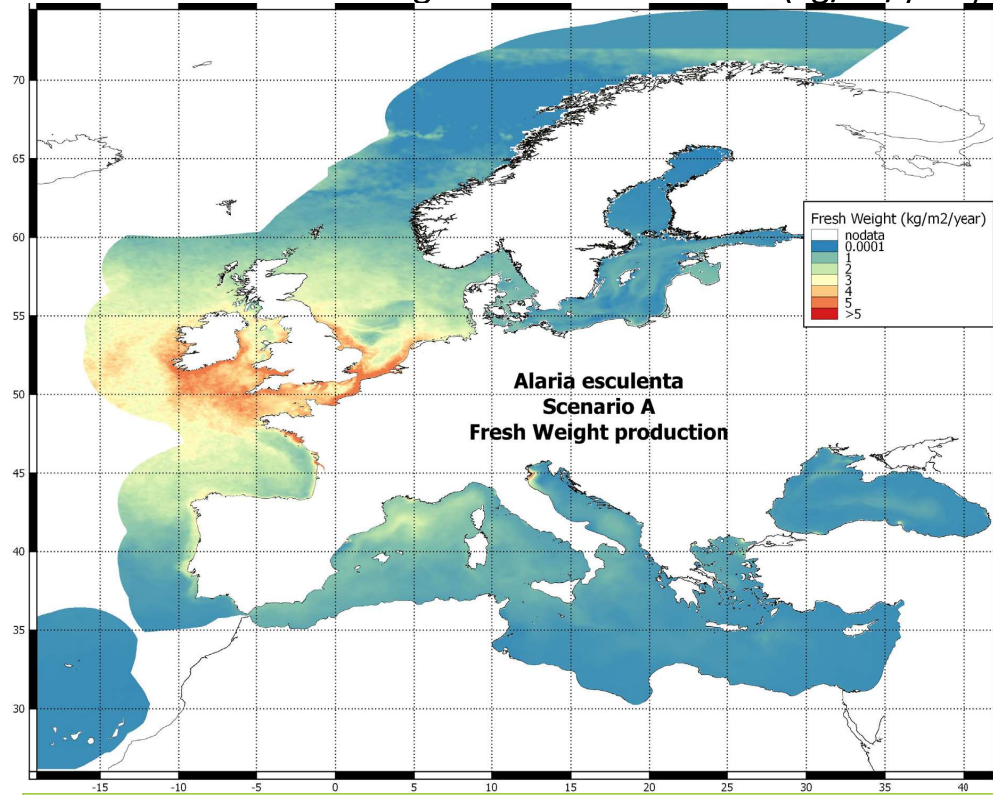 70
65
60
55
50
45
40
35
30
Fresh Weight (kg/m2/year)
nodata
0.0001
1
2
3
4
5
>5
Alaria esculenta
Scenario A
Fresh Weight production
-15 -10 -5 0 5 10 15 20 25 30 35 40